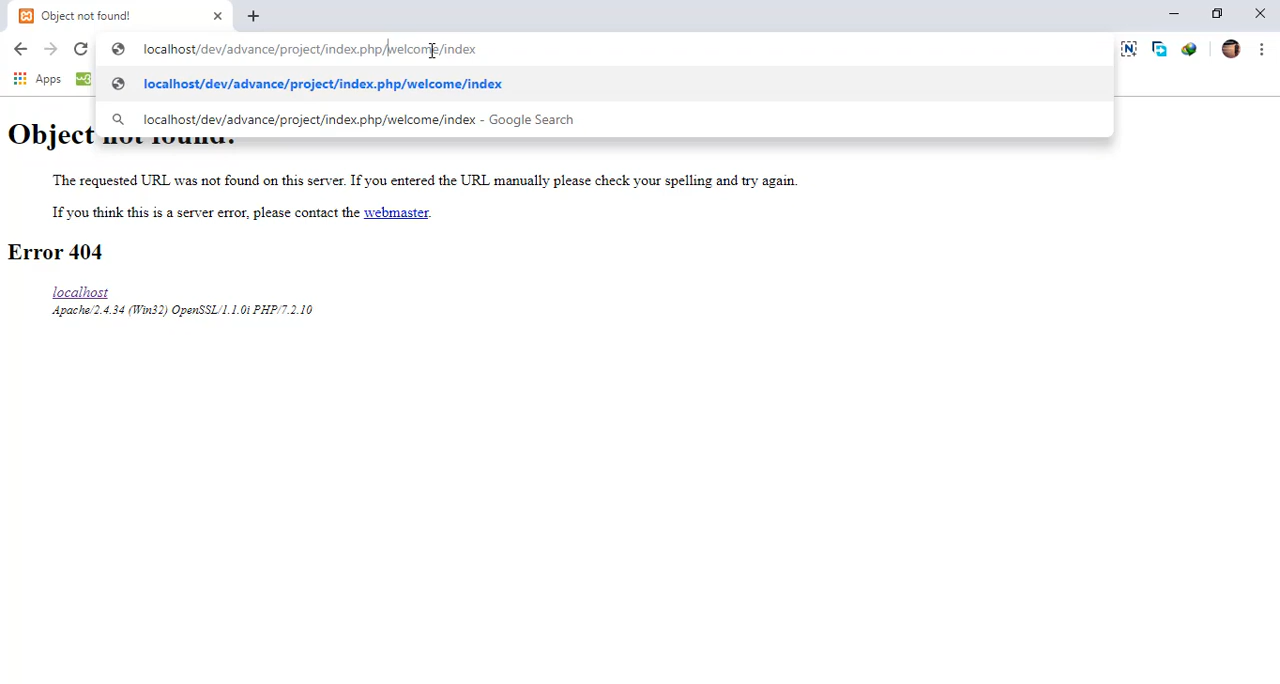 Object not found!
localhost/dev/advance/project/index.php/welcome/index
Apps
localhost/dev/advance/project/index.php/welcome/index
localhost/dev/advance/project/index.php/welcome/index - Google Search
Object not found!
The requested URL was not found on this server. If you entered the URL manually please check your spelling and try again.
If you think this is a server error, please contact the webmaster.
Error 404
localhost
Apache/2.4.34 (Win32) OpenSSL/1.1.0i PHP/7.2.10